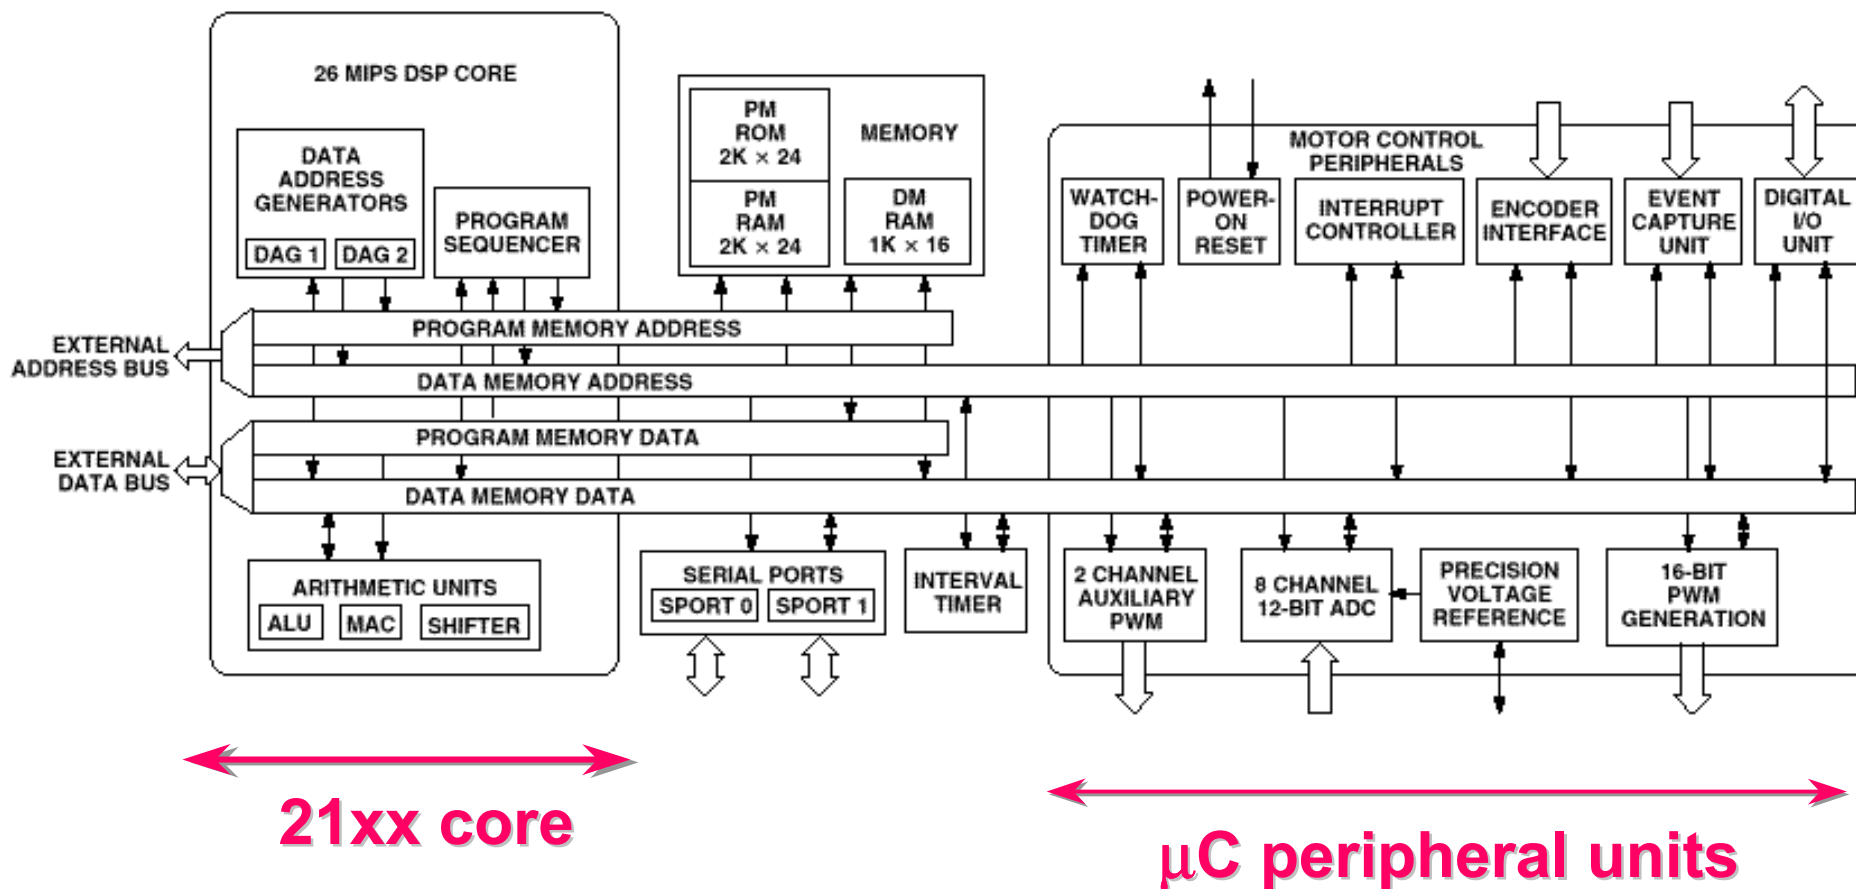 26 MIPS DSP CORE
DATA
ADDRESS
GENERATORS
DAG 1
DAG 2
PROGRAM
SEQUENCER
PM
ROM
2K × 24
MEMORY
PM
RAM
2K × 24
DM
RAM
1K × 16
MOTOR CONTROL
PERIPHERALS
WATCH-
DOG
TIMER
POWER-
ON
RESET
INTERRUPT
CONTROLLER
ENCODER
INTERFACE
EVENT
CAPTURE
UNIT
DIGITAL
I/O
UNIT
EXTERNAL
ADDRESS BUS
PROGRAM MEMORY ADDRESS
DATA MEMORY ADDRESS
EXTERNAL
DATA BUS
PROGRAM MEMORY DATA
DATA MEMORY DATA
ARITHMETIC UNITS
ALU
MAC
SHIFTER
SERIAL PORTS
SPORT 0
SPORT 1
INTERVAL
TIMER
2 CHANNEL
AUXILIARY
PWM
8 CHANNEL
12-BIT ADC
PRECISION
VOLTAGE
REFERENCE
16-BIT
PWM
GENERATION
21xx core
μC peripheral units